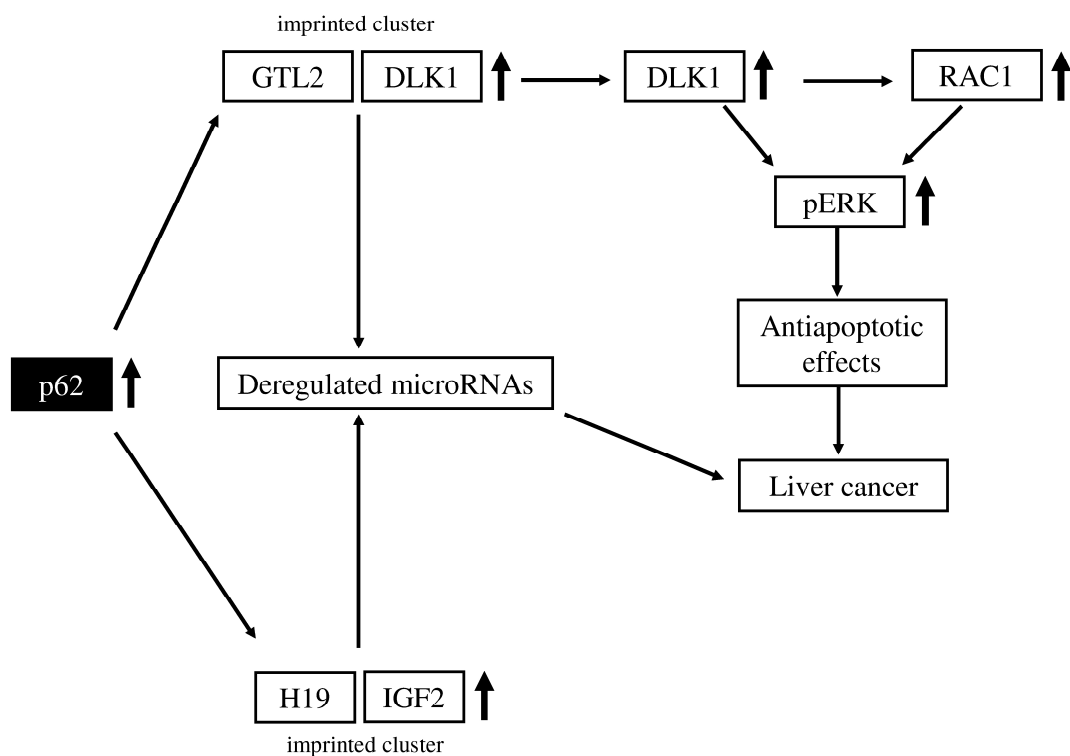 imprinted cluster
GTL2 DLK1 DLK1 RAC1
pERK
Antiapoptotic
effects
p62 Deregulated microRNAs
Liver cancer
H19 IGF2
imprinted cluster